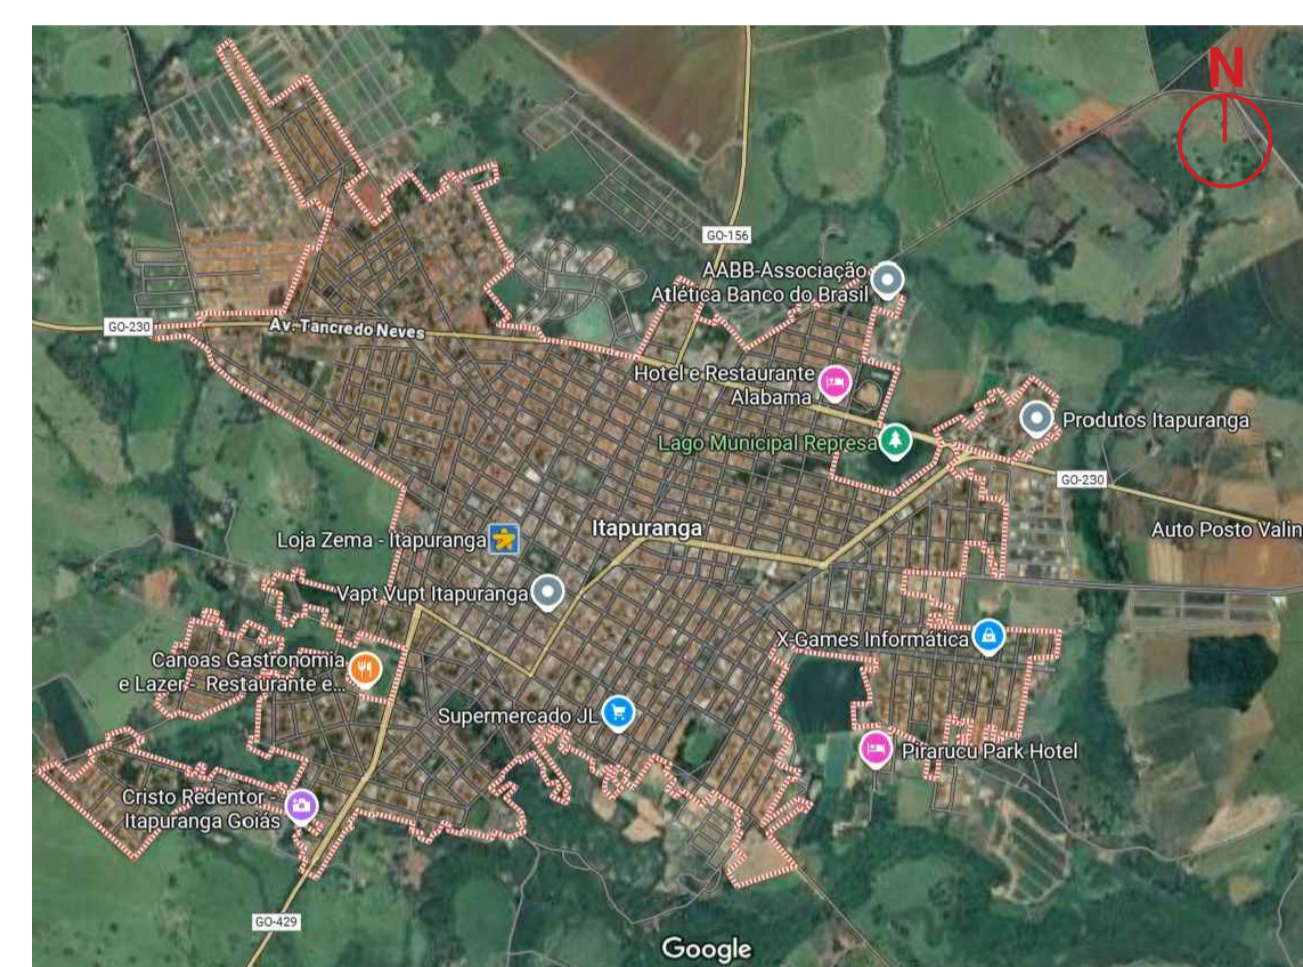 N
GO-156
AABB-Associação
Atlética Banco do Brasil
GO-230
Av. Tancredo Neves
Hotel e Restaurante
Alabama
Produtos Itapuranga
Lago Municipal Represa
GO-230
Itapuranga
Auto Posto Valin
Loja Zema - Itapuranga
Vapt Vupt Itapuranga
X-Games Informática
Canoas Gastronomia
e Lazer - Restaurante e...
Supermercado JL
Pirarucu Park Hotel
Cristo Redentor -
Itapuranga Goiás
GO-429
Google